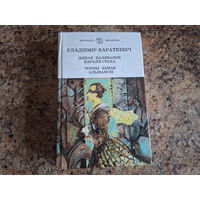 УЛАДЗІМІР КАРАТКЕВІЧ
ДЗІКАЕ ПАЛЯВАННЕ
КАРАЛЯ СТАХА
ЧОРНЫ ЗАМАК
АЛЬШАНСКІ